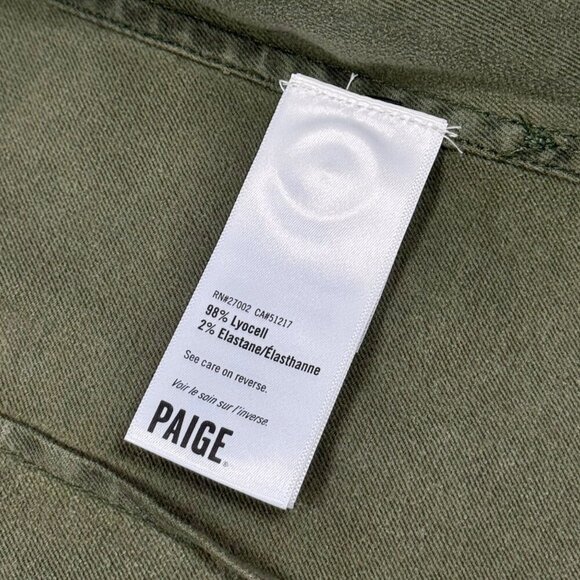 RN#27002 CA#51217
98% Lyocell
2% Elastane/Élasthanne
See care on reverse.
Voir le soin sur l'inverse.
PAIGE®